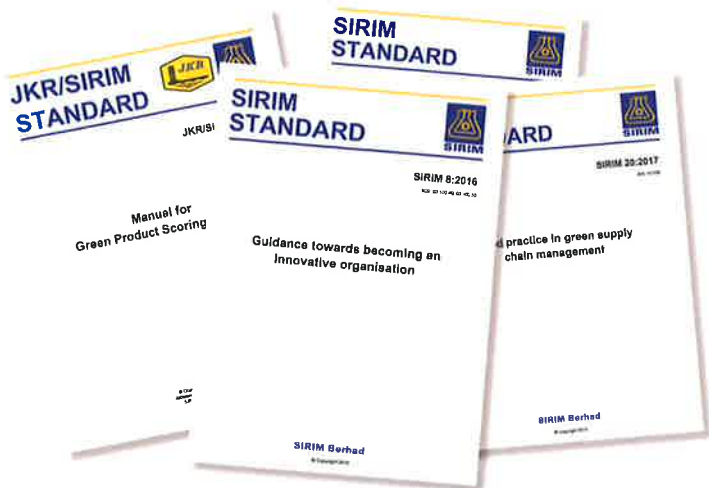 JKR/SIRIM
STANDARD
JKR
JKR/SI
Manual for
Green Product Scoring
SIRIM
STANDARD
SIRIM
STANDARD
SIRIM
SIRIM 8:2016
Guidance towards becoming an
innovative organisation
SIRIM Berhad
© Copyright 2016
ARD
SIRIM
SIRIM 20:2017
practice in green supply
chain management
SIRIM Berhad